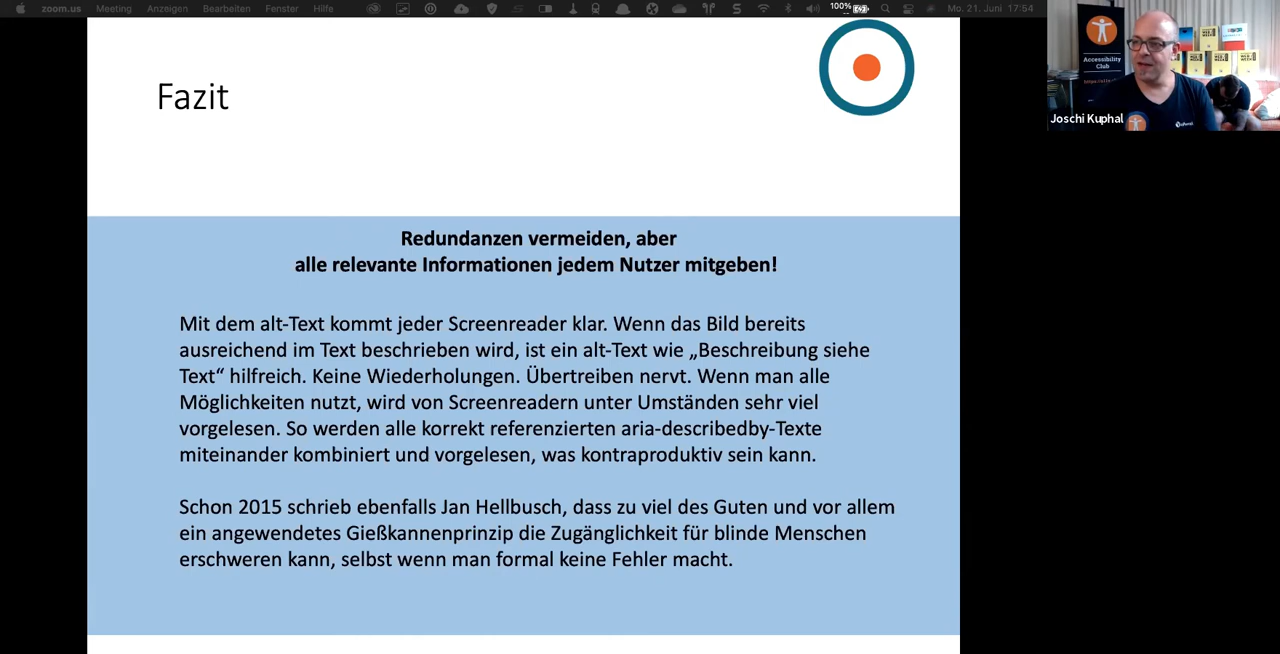 zoom.us Meeting Anzeigen Bearbeiten Fenster Hilfe 100% Mo. 21. Juni 17:54
Fazit
Redundanzen vermeiden, aber
alle relevante Informationen jedem Nutzer mitgeben!
Mit dem alt-Text kommt jeder Screenreader klar. Wenn das Bild bereits
ausreichend im Text beschrieben wird, ist ein alt-Text wie „Beschreibung siehe
Text“ hilfreich. Keine Wiederholungen. Übertreiben nervt. Wenn man alle
Möglichkeiten nutzt, wird von Screenreadern unter Umständen sehr viel
vorgelesen. So werden alle korrekt referenzierten aria-describedby-Texte
miteinander kombiniert und vorgelesen, was kontraproduktiv sein kann.
Schon 2015 schrieb ebenfalls Jan Hellbusch, dass zu viel des Guten und vor allem
ein angewendetes Gießkannenprinzip die Zugänglichkeit für blinde Menschen
erschweren kann, selbst wenn man formal keine Fehler macht.
Accessibility
Club
Joschi Kuphal